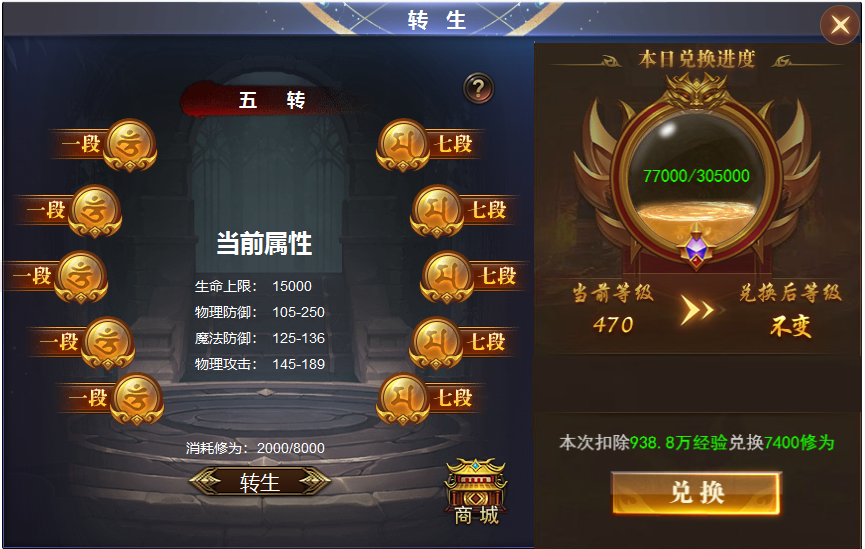 转 生
五 转
?
一段
一段
一段
一段
一段
七段
七段
七段
七段
七段
当前属性
生命上限： 15000
物理防御： 105-250
魔法防御： 125-136
物理攻击： 145-189
消耗修为：2000/8000
转生
商城
本日兑换进度
77000/305000
当前等级
470
兑换后等级
不变
本次扣除938.8万经验兑换7400修为
兑换